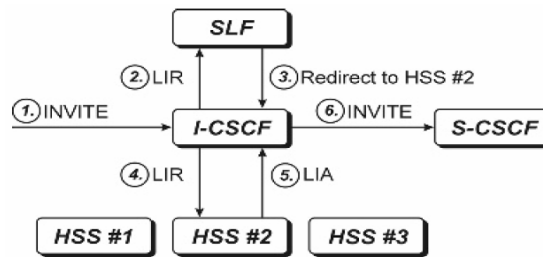 SLF
2. LIR
3. Redirect to HSS #2
1. INVITE
I-CSCF
6. INVITE
S-CSCF
4. LIR
5. LIA
HSS #1
HSS #2
HSS #3